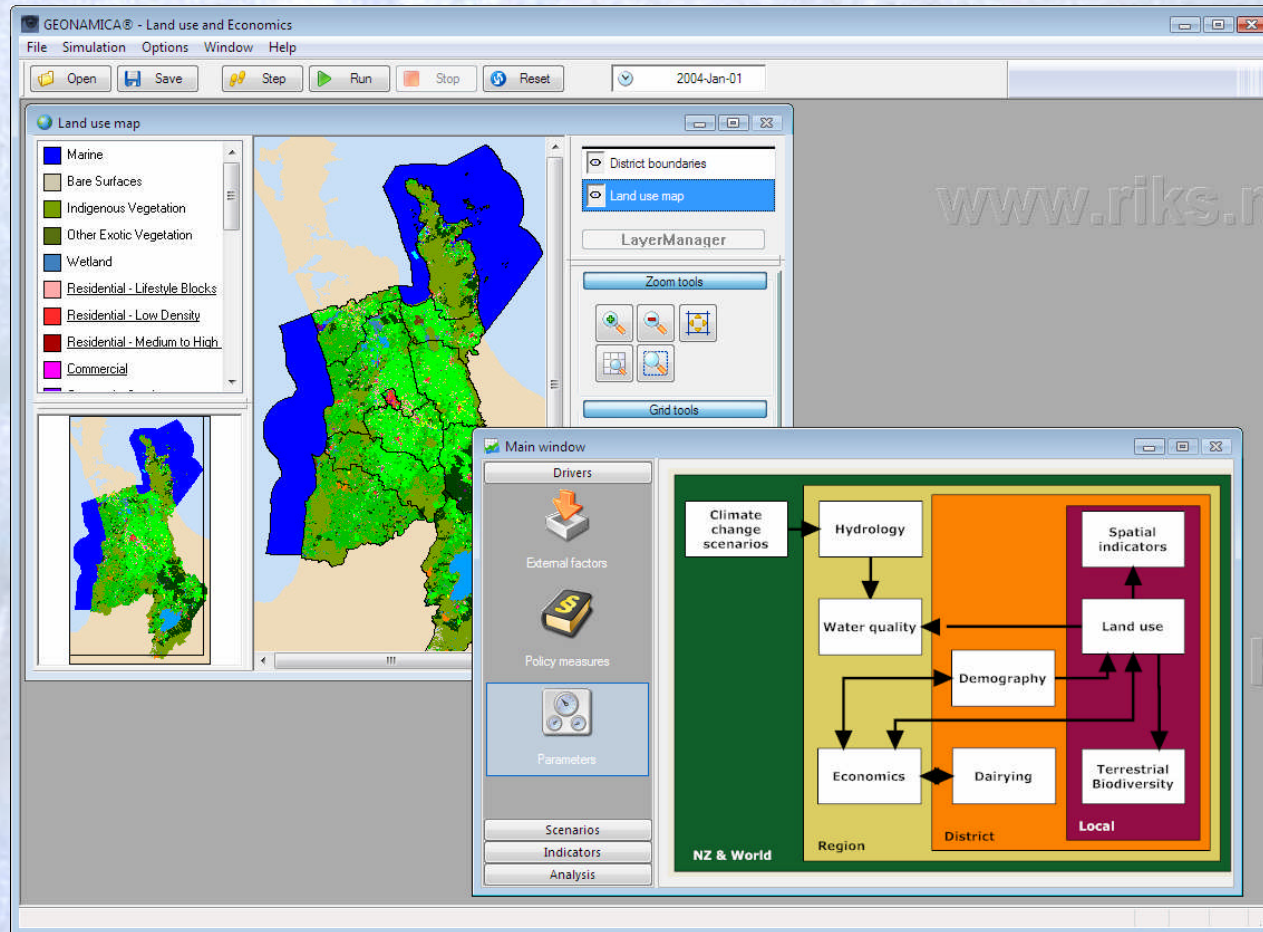 GEONAMICA® - Land use and Economics
File Simulation Options Window Help
Open Save Step Run Stop Reset 2004-Jan-01
Land use map
Marine
Bare Surfaces
Indigenous Vegetation
Other Exotic Vegetation
Wetland
Residential - Lifestyle Blocks
Residential - Low Density
Residential - Medium to High
Commercial
District boundaries
Land use map
LayerManager
Zoom tools
Grid tools
www.riks.n
Main window
Drivers
External factors
Policy measures
Parameters
Scenarios
Indicators
Analysis
Climate
change
scenarios
Hydrology
Spatial
indicators
Water quality
Land use
Demography
Economics
Dairying
Terrestrial
Biodiversity
NZ & World
Region
District
Local